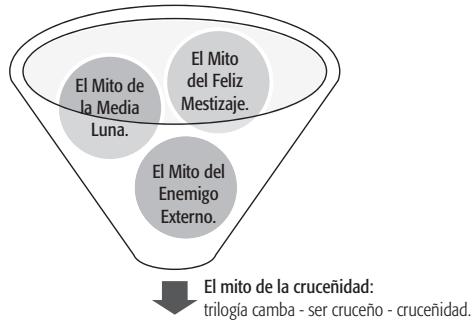 El Mito
del Feliz
Mestizaje.
El Mito de
la Media
Luna.
El Mito del
Enemigo
Externo.
El mito de la cruceñidad:
trilogía camba - ser cruceño - cruceñidad.